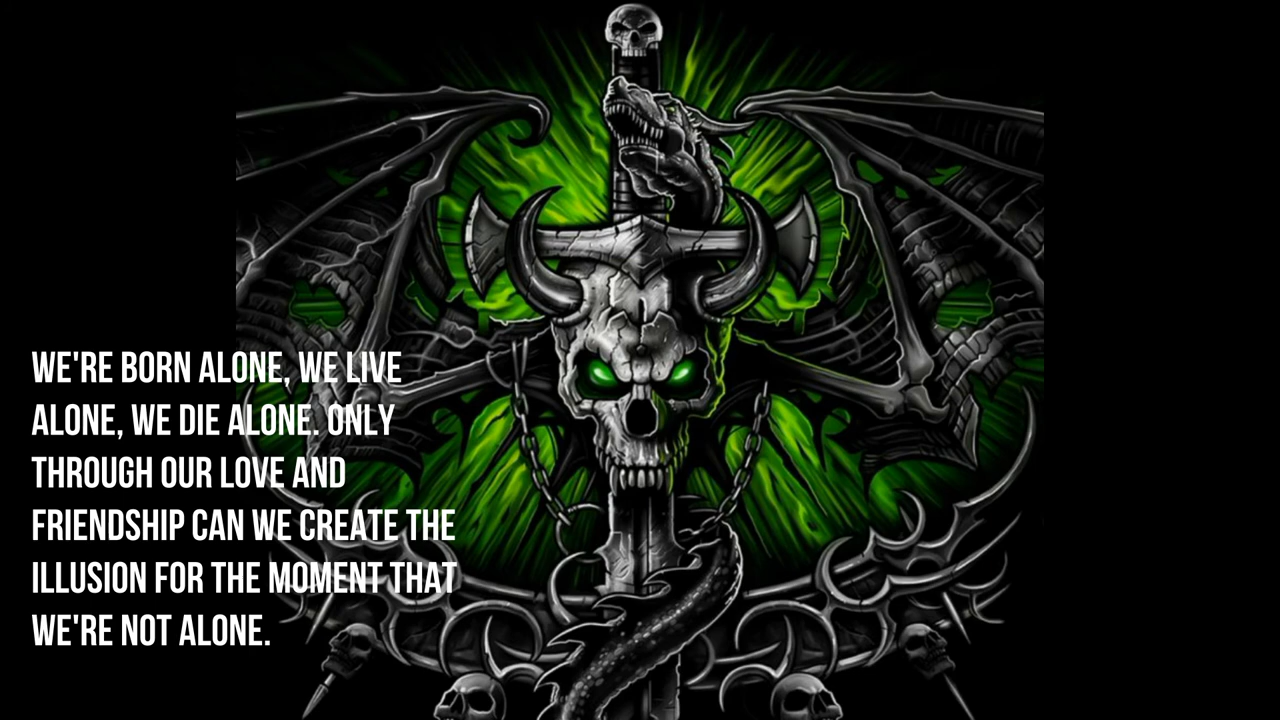 WE'RE BORN ALONE, WE LIVE
ALONE, WE DIE ALONE. ONLY
THROUGH OUR LOVE AND
FRIENDSHIP CAN WE CREATE THE
ILLUSION FOR THE MOMENT THAT
WE'RE NOT ALONE.